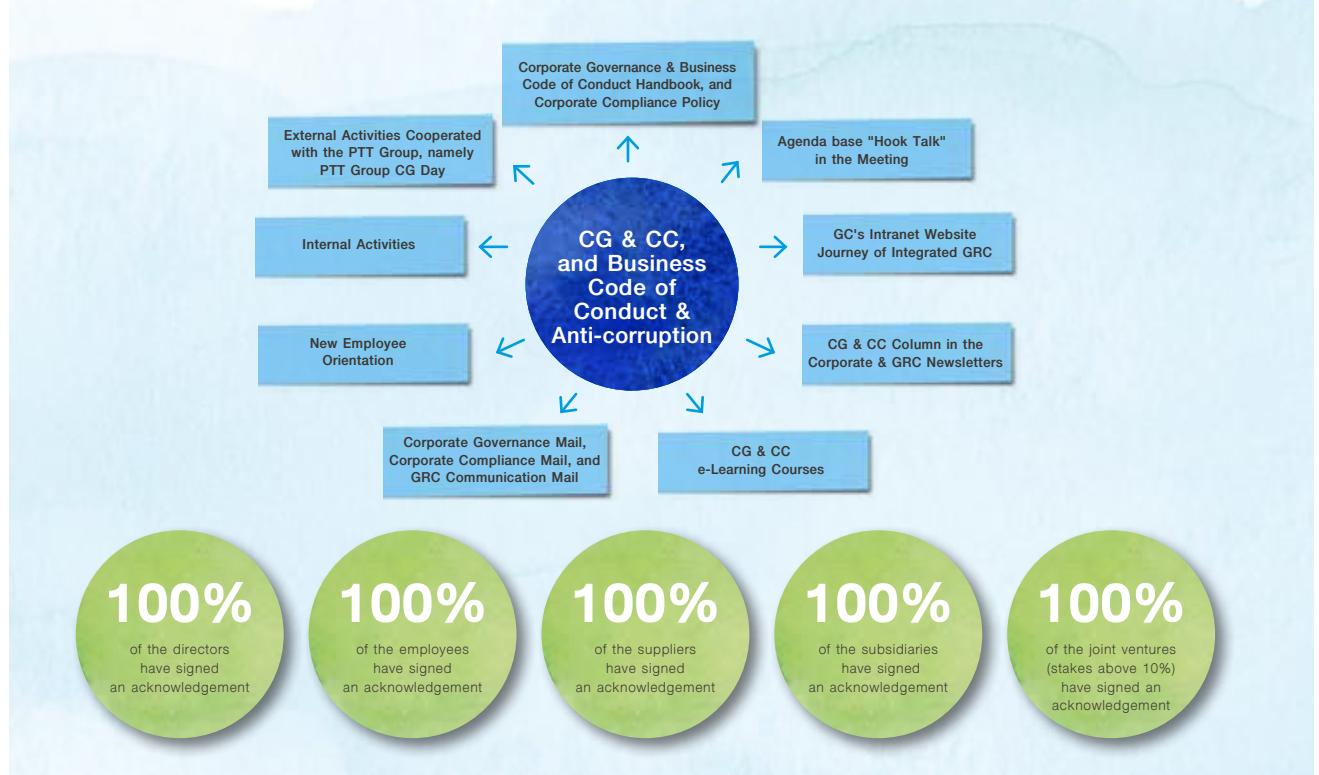 Corporate Governance & Business
Code of Conduct Handbook, and
Corporate Compliance Policy
External Activities Cooperated
with the PTT Group, namely
PTT Group CG Day
Agenda base "Hook Talk"
in the Meeting
Internal Activities
GC's Intranet Website
Journey of Integrated GRC
CG & CC,
and Business
Code of
Conduct &
Anti-corruption
New Employee
Orientation
CG & CC Column in the
Corporate & GRC Newsletters
Corporate Governance Mail,
Corporate Compliance Mail, and
GRC Communication Mail
CG & CC
e-Learning Courses
100%
of the directors
have signed
an acknowledgement
100%
of the employees
have signed
an acknowledgement
100%
of the suppliers
have signed
an acknowledgement
100%
of the subsidiaries
have signed
an acknowledgement
100%
of the joint ventures
(stakes above 10%)
have signed an
acknowledgement